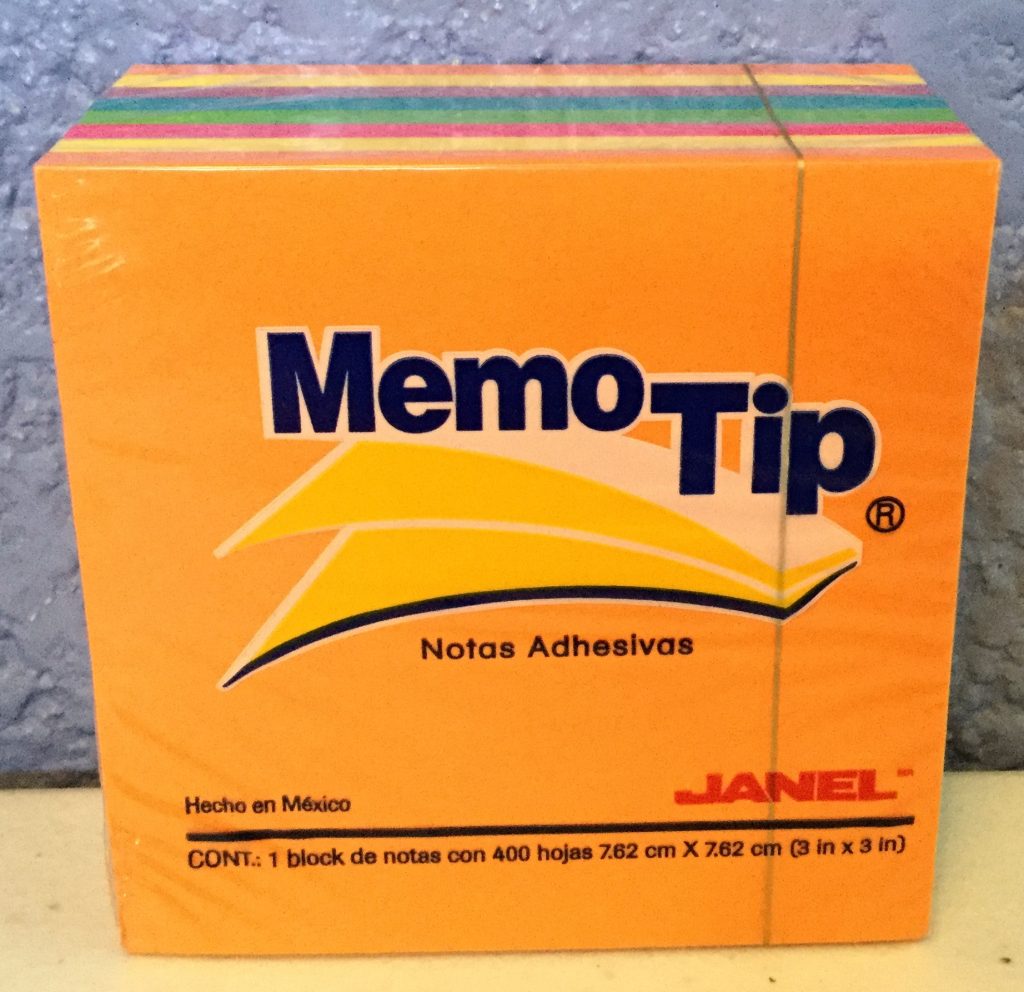 MemoTip®
Notas Adhesivas
JANEL
Hecho en México
CONT.: 1 block de notas con 400 hojas 7.62 cm X 7.62 cm (3 in x 3 in)